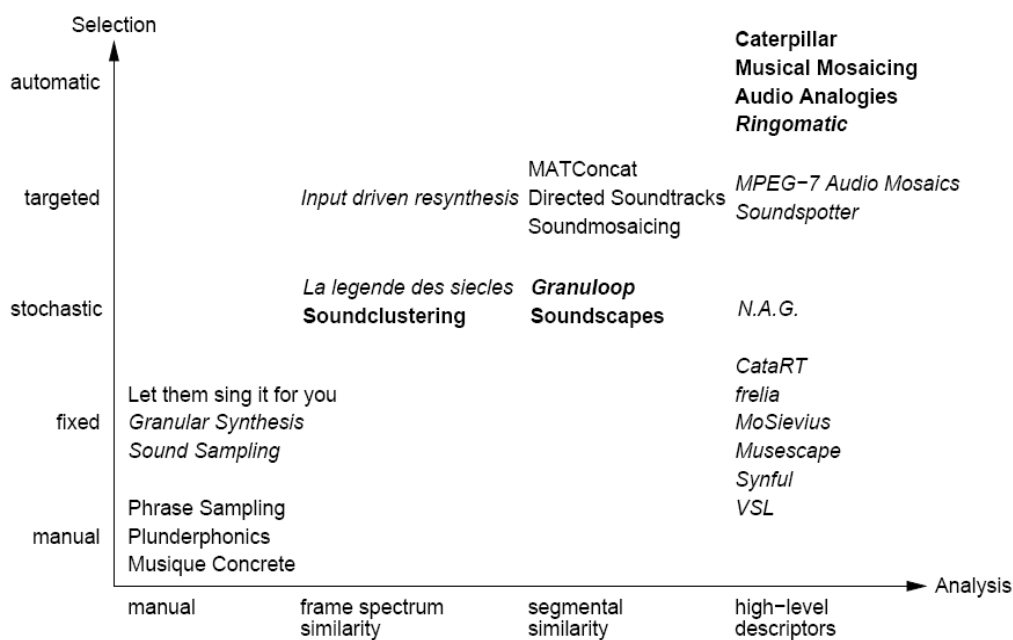 Selection
Caterpillar
Musical Mosaicing
automatic
Audio Analogies
Ringomatic
MATConcat
MPEG−7 Audio Mosaics
targeted
Input driven resynthesis
Directed Soundtracks
Soundspotter
Soundmosaicing
La legende des siecles
Granuloop
stochastic
Soundclustering
Soundscapes
N.A.G.
CataRT
Let them sing it for you
frelia
fixed
Granular Synthesis
MoSievius
Sound Sampling
Musescape
Synful
Phrase Sampling
VSL
manual
Plunderphonics
Musique Concrete
Analysis
manual
frame spectrum
similarity
segmental
similarity
high−level
descriptors